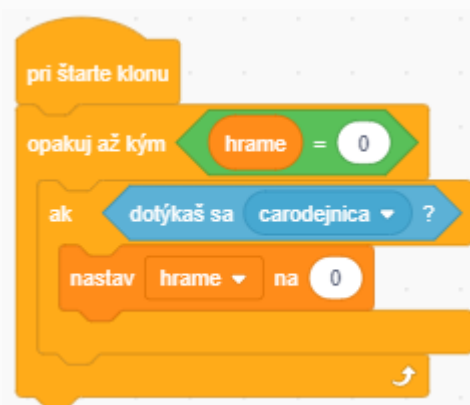 pri štarte klonu
opakuj až kým hrame = 0
ak dotýkaš sa carodejnica ?
nastav hrame na 0